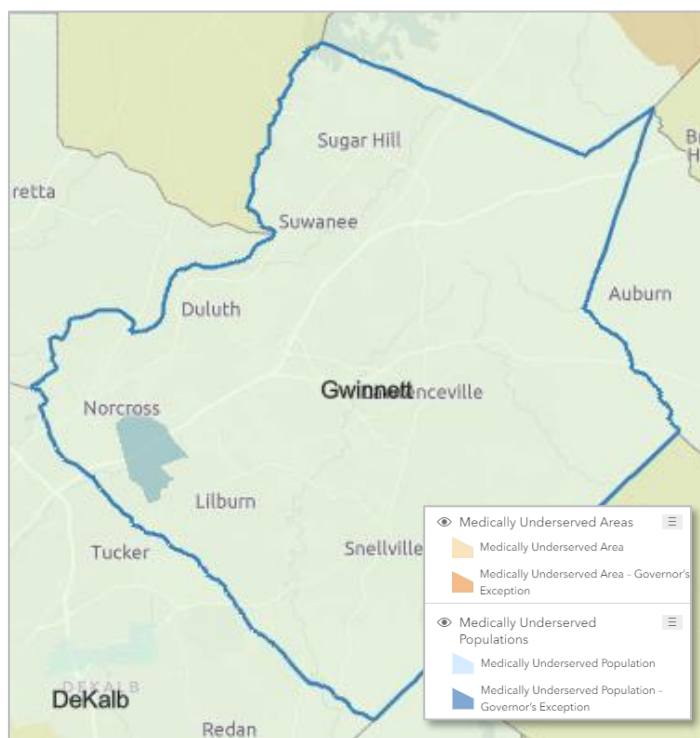 Sugar Hill
retta
Suwanee
Auburn
Duluth
Gwinnett
Norcross
Lilburn
Tucker
Snellville
DEKALB
DeKalb
Redan
Medically Underserved Areas
Medically Underserved Area
Medically Underserved Area - Governor's
Exception
Medically Underserved
Populations
Medically Underserved Population
Medically Underserved Population -
Governor's Exception